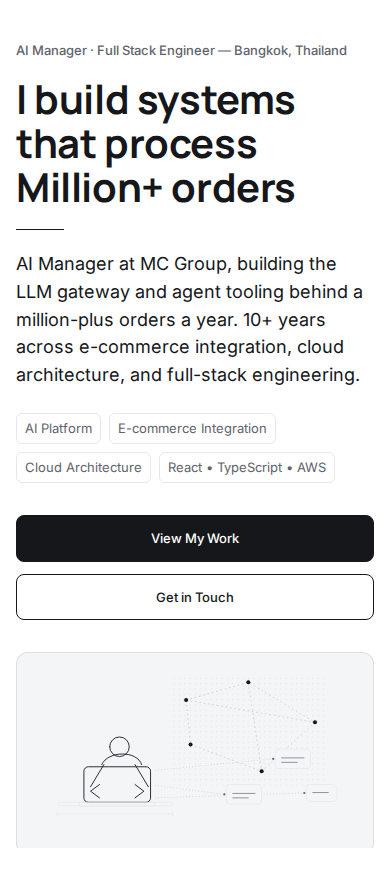 AI Manager · Full Stack Engineer — Bangkok, Thailand
I build systems
that process
Million+ orders
AI Manager at MC Group, building the
LLM gateway and agent tooling behind a
million-plus orders a year. 10+ years
across e-commerce integration, cloud
architecture, and full-stack engineering.
AI Platform
E-commerce Integration
Cloud Architecture
React • TypeScript • AWS
View My Work
Get in Touch